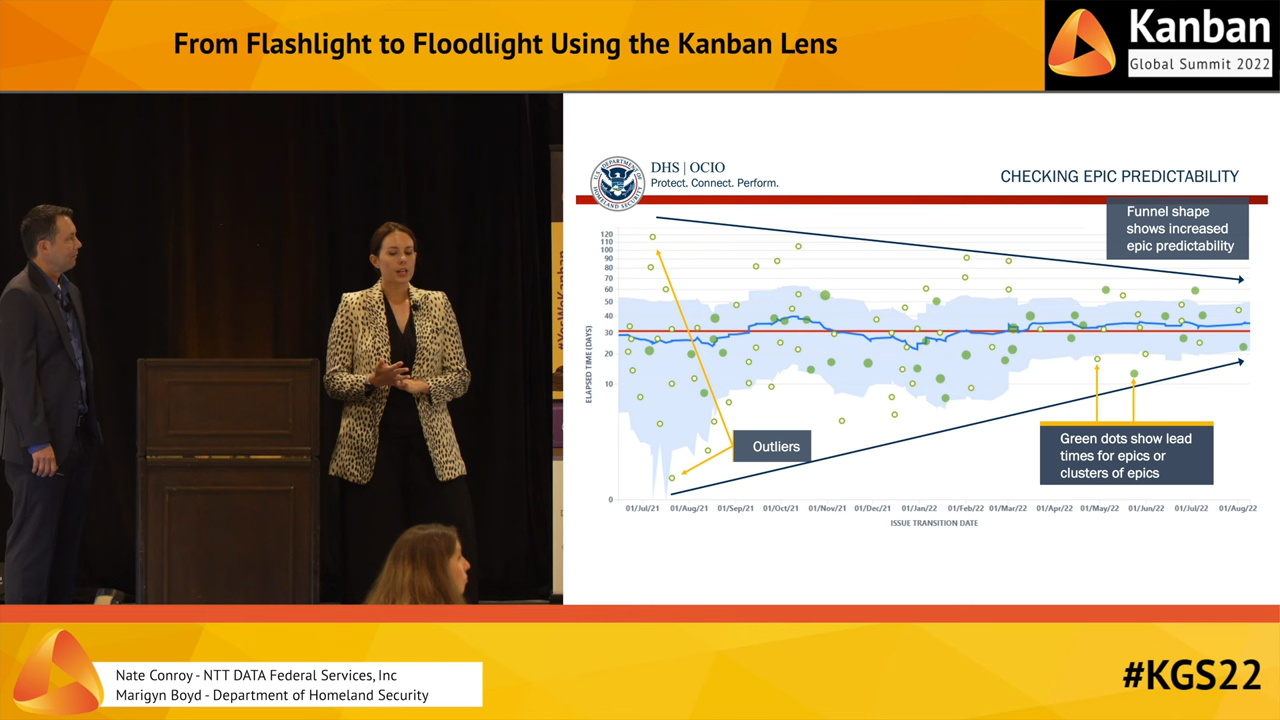 From Flashlight to Floodlight Using the Kanban Lens
Kanban
Global Summit 2022
#YesWeKanban
U.S. DEPARTMENT OF
HOMELAND SECURITY
DHS | OCIO
Protect. Connect. Perform.
CHECKING EPIC PREDICTABILITY
Funnel shape
shows increased
epic predictability
120
110
100
90
80
70
60
50
40
30
20
10
0
ELAPSED TIME (DAYS)
Outliers
Green dots show lead
times for epics or
clusters of epics
01/Jul/21 01/Aug/21 01/Sep/21 01/Oct/21 01/Nov/21 01/Dec/21 01/Jan/22 01/Feb/22 01/Mar/22 01/Apr/22 01/May/22 01/Jun/22 01/Jul/22 01/Aug/22
ISSUE TRANSITION DATE
Nate Conroy - NTT DATA Federal Services, Inc
Marigyn Boyd - Department of Homeland Security
#KGS22